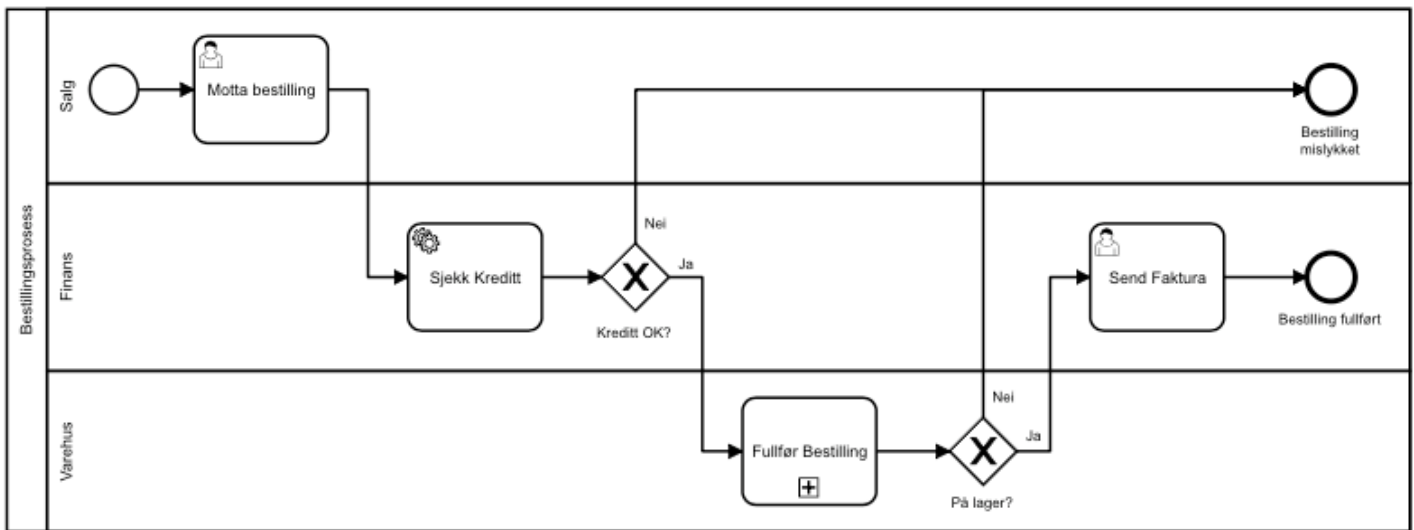 Bestillingsprosess
Salg
Motta bestilling
Bestilling
mislykket
Finans
Sjekk Kreditt
Nei
Ja
Kreditt OK?
Send Faktura
Bestilling fullført
Varehus
Fullfør Bestilling
Nei
Ja
På lager?